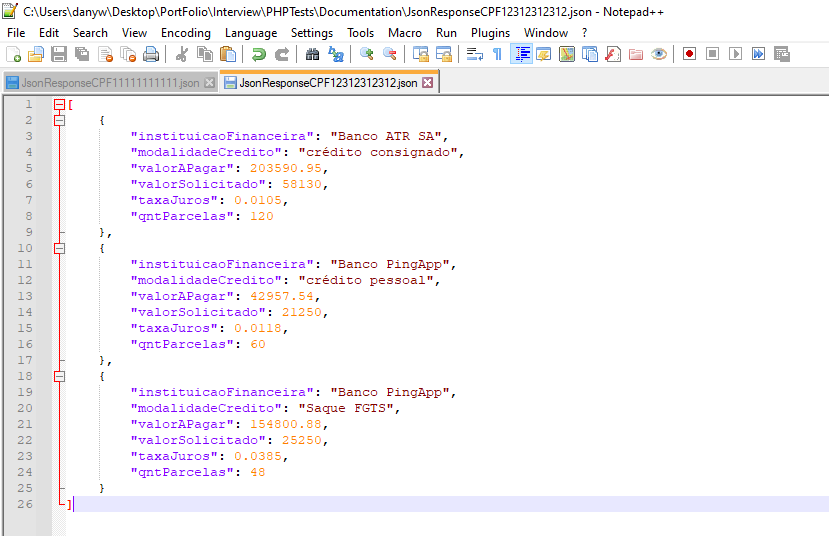 C:\Users\danyw\Desktop\PortFolio\Interview\PHPTests\Documentation\JsonResponseCPF12312312312.json - Notepad++
File Edit Search View Encoding Language Settings Tools Macro Run Plugins Window ?
JsonResponseCPF11111111111.json JsonResponseCPF12312312312.json
1 [
2 {
3 "instituicaoFinanceira": "Banco ATR SA",
4 "modalidadeCredito": "crédito consignado",
5 "valorAPagar": 203590.95,
6 "valorSolicitado": 58130,
7 "taxaJuros": 0.0105,
8 "qntParcelas": 120
9 },
10 {
11 "instituicaoFinanceira": "Banco PingApp",
12 "modalidadeCredito": "crédito pessoal",
13 "valorAPagar": 42957.54,
14 "valorSolicitado": 21250,
15 "taxaJuros": 0.0118,
16 "qntParcelas": 60
17 },
18 {
19 "instituicaoFinanceira": "Banco PingApp",
20 "modalidadeCredito": "Saque FGTS",
21 "valorAPagar": 154800.88,
22 "valorSolicitado": 25250,
23 "taxaJuros": 0.0385,
24 "qntParcelas": 48
25 }
26 ]